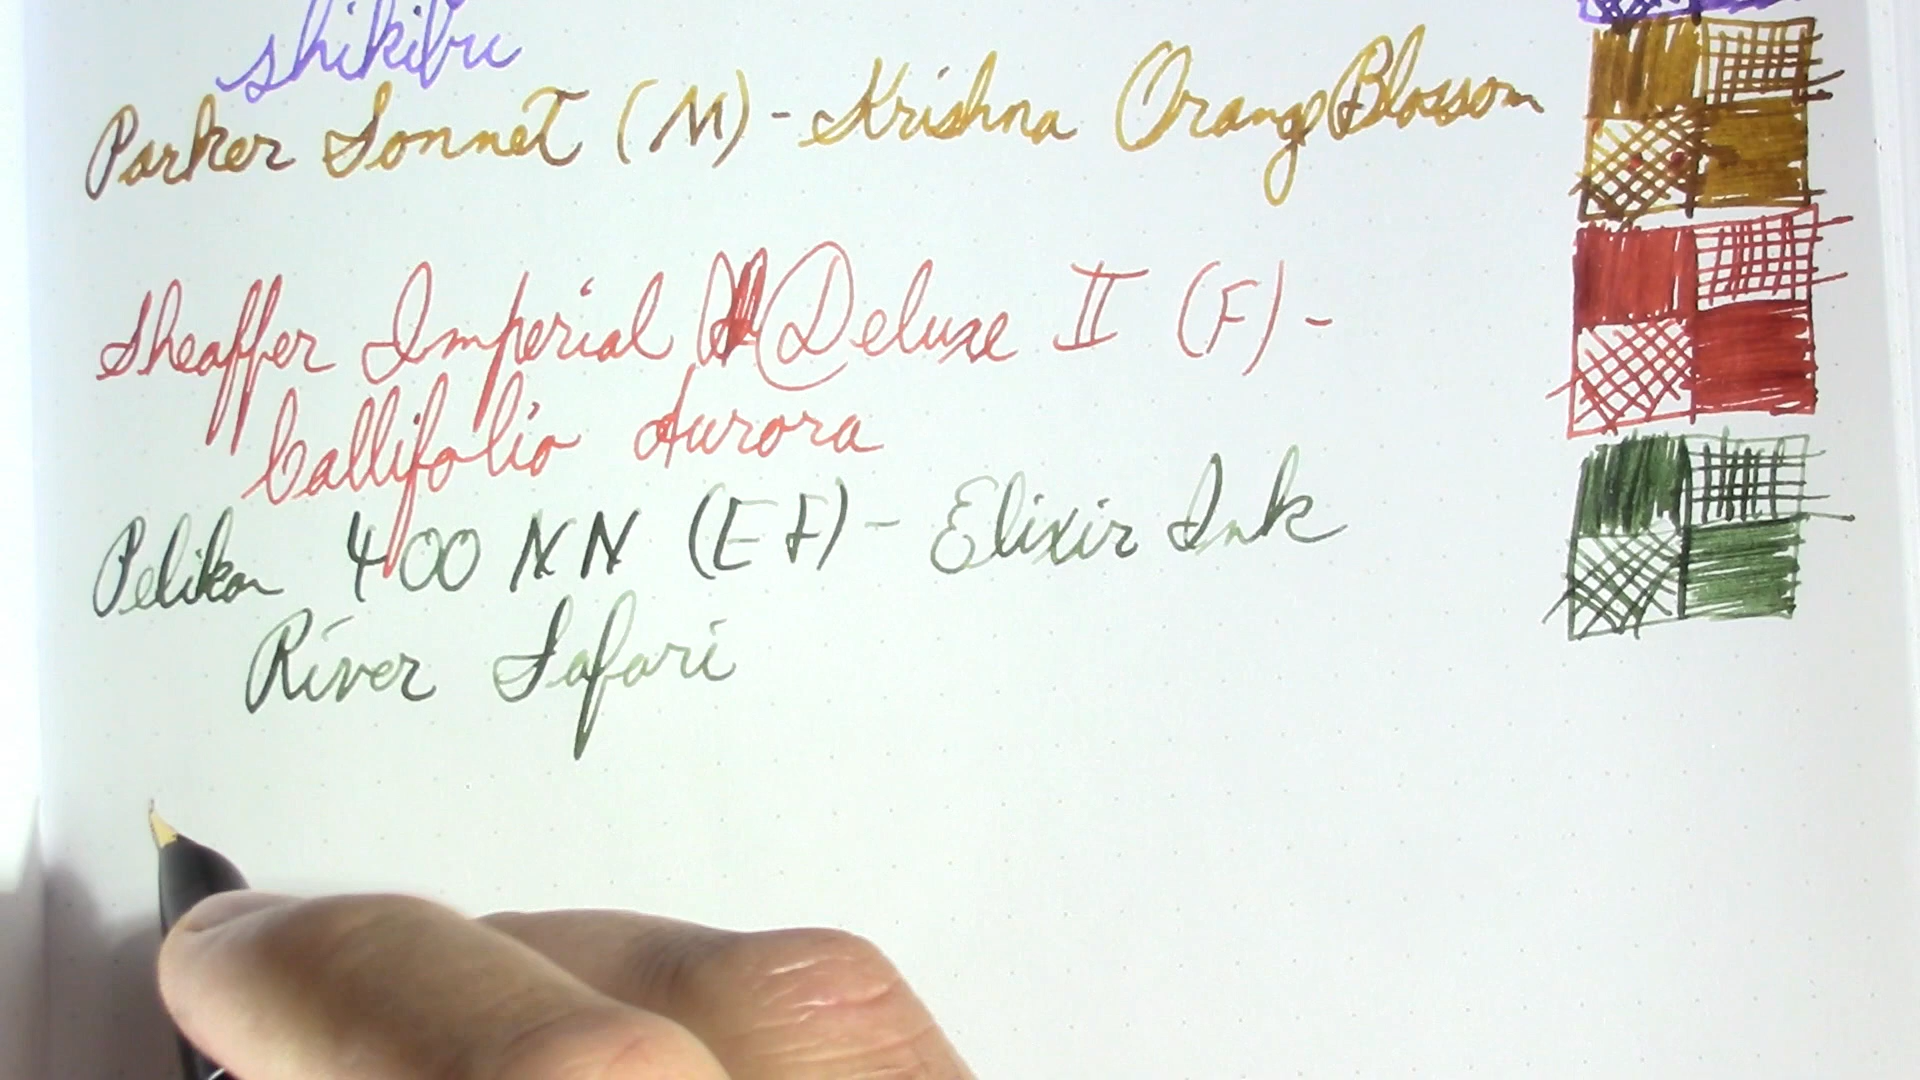 shikibu
Parker Sonnet (M) - Krishna Orange Blossom
Sheaffer Imperial Deluxe II (F) -
Callifolio Aurora
Pelikan 400 NN (EF) - Elixir Ink
River Safari